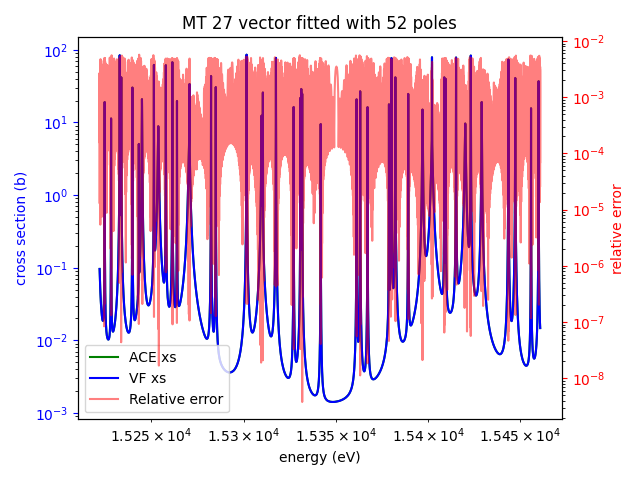 MT 27 vector fitted with 52 poles
cross section (b)
10²
10¹
10⁰
10⁻¹
10⁻²
10⁻³
10⁻²
10⁻³
10⁻⁴
10⁻⁵
10⁻⁶
10⁻⁷
10⁻⁸
relative error
ACE xs
VF xs
Relative error
1.525 × 10⁴ 1.53 × 10⁴ 1.535 × 10⁴ 1.54 × 10⁴ 1.545 × 10⁴
energy (eV)